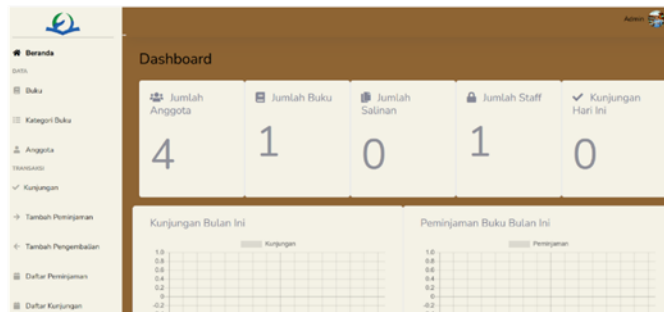 Admin
Beranda
DATA
Buku
Kategori Buku
Anggota
TRANSAKSI
Kunjungan
Tambah Peminjaman
Tambah Pengembalian
Daftar Peminjaman
Daftar Kunjungan
Dashboard
Jumlah
Anggota
4
Jumlah Buku
1
Jumlah
Salinan
0
Jumlah Staff
1
Kunjungan
Hari Ini
0
Kunjungan Bulan Ini
Kunjungan
1.0
0.8
0.6
0.4
0.2
0
-0.2
Peminjaman Buku Bulan Ini
Peminjaman
1.0
0.8
0.6
0.4
0.2
0
-0.2